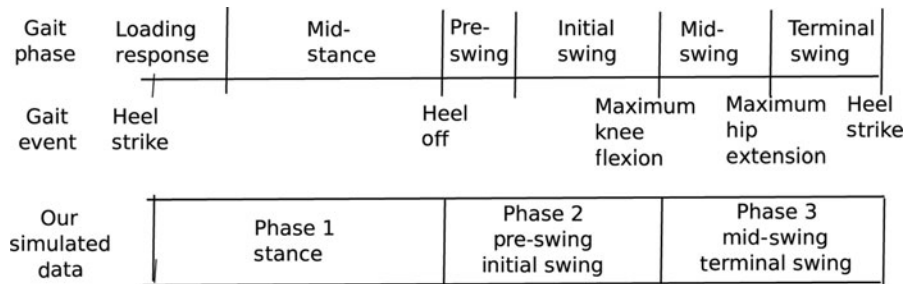 Gait phase
Loading response
Mid-stance
Pre-swing
Initial swing
Mid-swing
Terminal swing
Gait event
Heel strike
Heel off
Maximum knee flexion
Maximum hip extension
Heel strike
Our simulated data
Phase 1 stance
Phase 2 pre-swing initial swing
Phase 3 mid-swing terminal swing